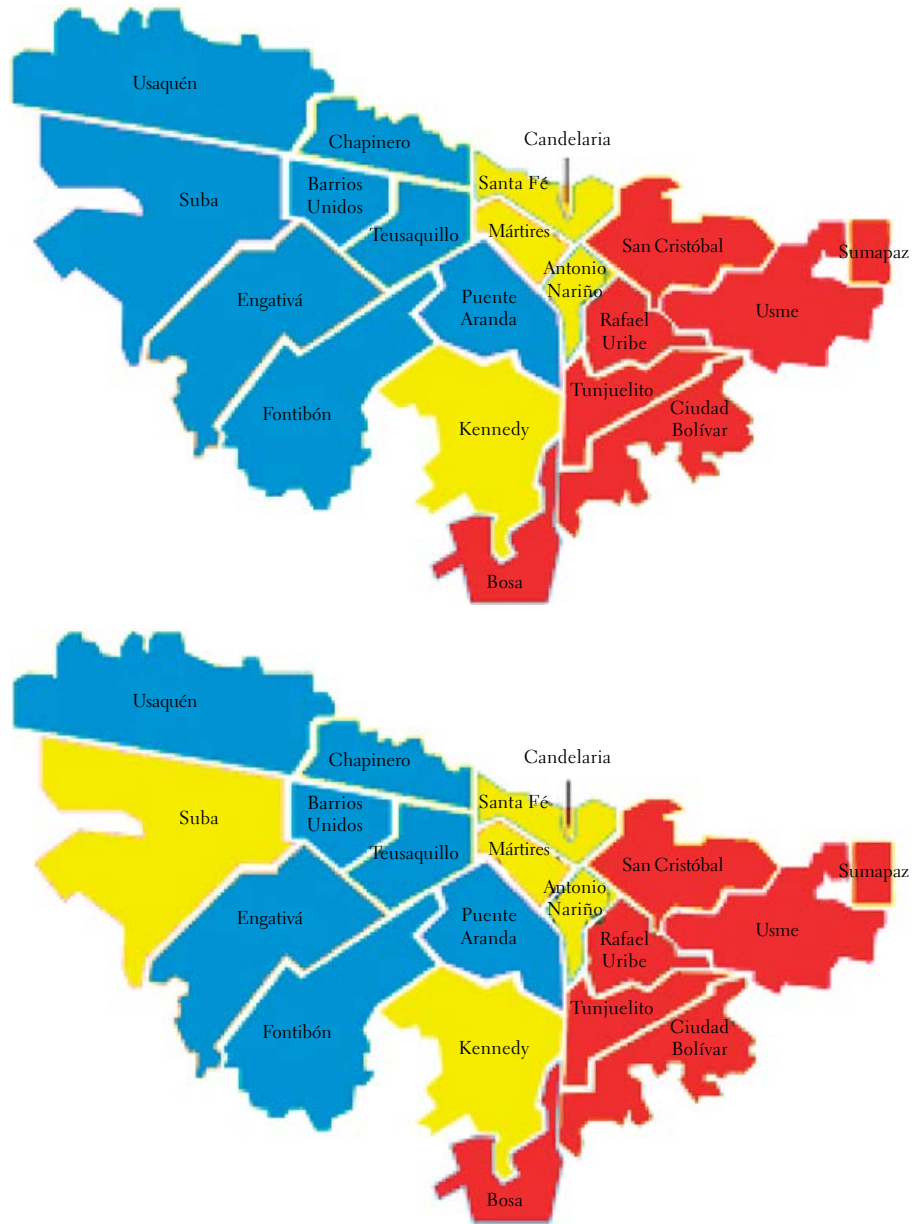 Usaquén
Chapinero
Candelaria
Suba
Barrios
Unidos
Santa Fé
Teusaquillo
Mártires
San Cristóbal
Sumapaz
Engativá
Puente
Aranda
Antonio
Nariño
Rafael
Uribe
Usme
Fontibón
Kennedy
Tunjuelito
Ciudad
Bolívar
Bosa
Usaquén
Chapinero
Candelaria
Suba
Barrios
Unidos
Santa Fé
Teusaquillo
Mártires
San Cristóbal
Sumapaz
Engativá
Puente
Aranda
Antonio
Nariño
Rafael
Uribe
Usme
Fontibón
Kennedy
Tunjuelito
Ciudad
Bolívar
Bosa